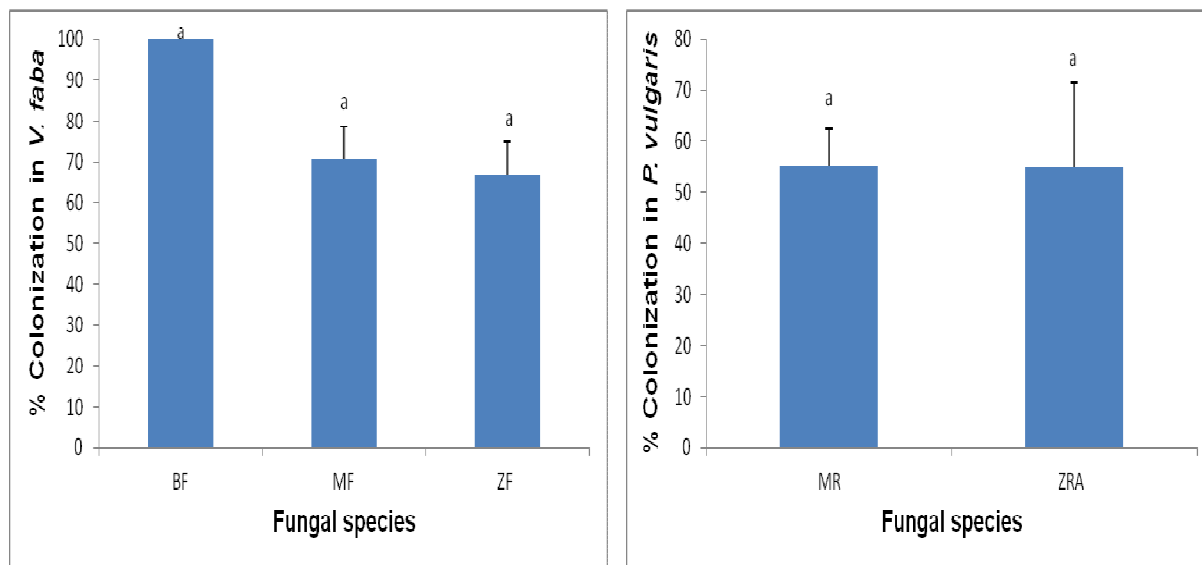 % Colonization in V. faba
100
90
80
70
60
50
40
30
20
10
0
a
a
a
BF
MF
ZF
Fungal species
% Colonization in P. vulgaris
80
70
60
50
40
30
20
10
0
a
a
MR
ZRA
Fungal species